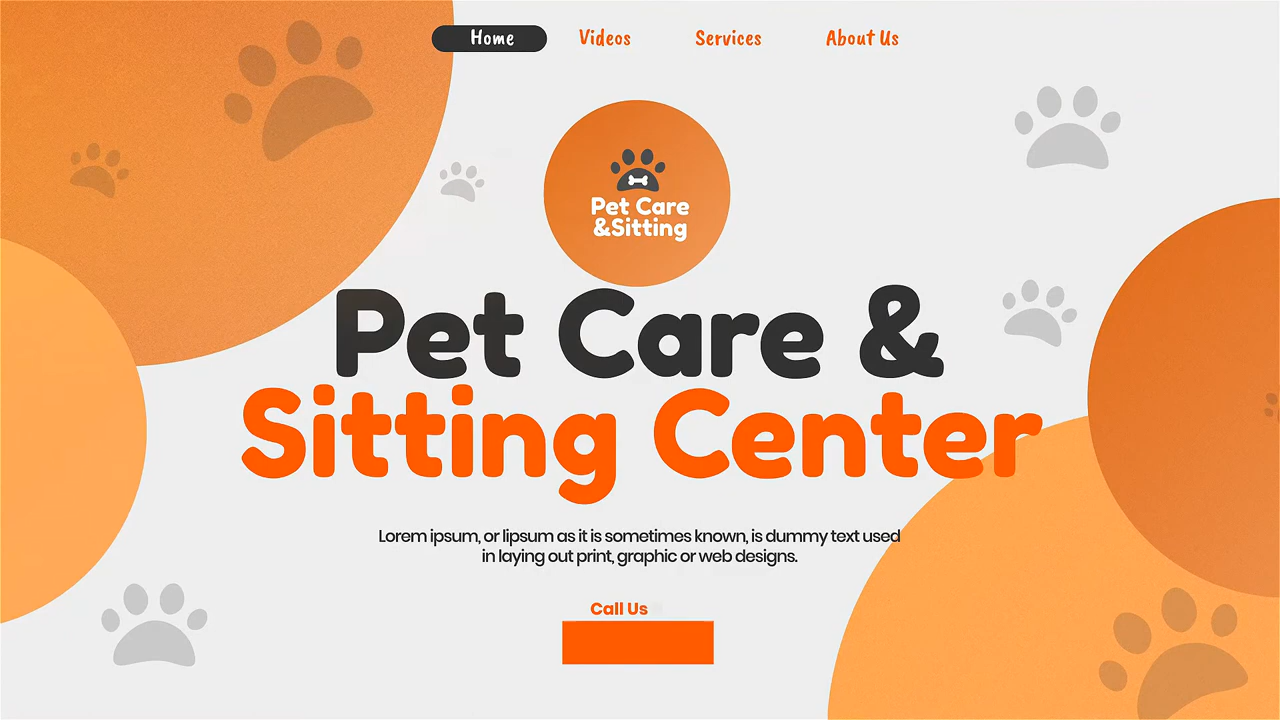 Home Videos Services About Us
Pet Care
&Sitting
Pet Care &
Sitting Center
Lorem ipsum, or lipsum as it is sometimes known, is dummy text used
in laying out print, graphic or web designs.
Call Us